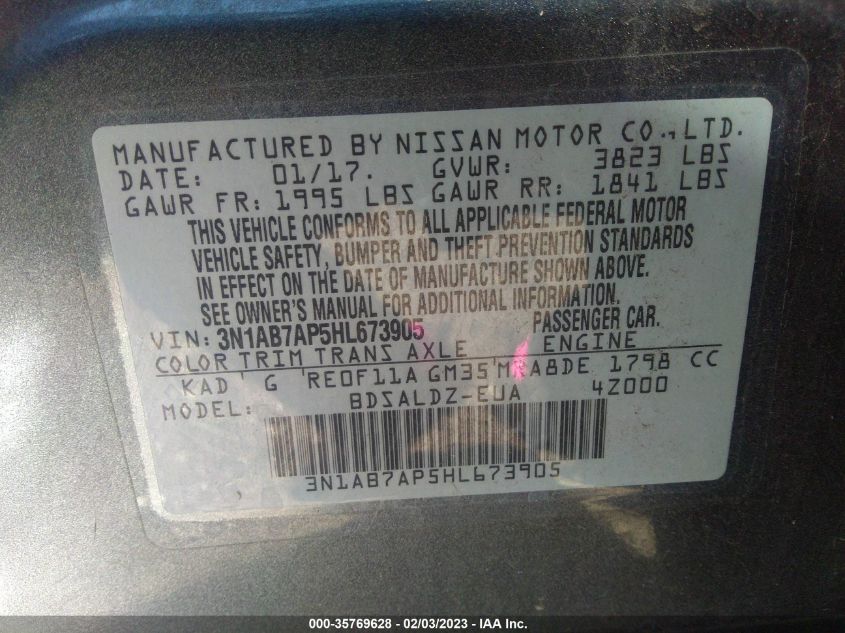 MANUFACTURED BY NISSAN MOTOR CO., LTD.
DATE: 01/17. GVWR: 3823 LBS
GAWR FR: 1995 LBS GAWR RR: 1841 LBS
THIS VEHICLE CONFORMS TO ALL APPLICABLE FEDERAL MOTOR
VEHICLE SAFETY, BUMPER AND THEFT PREVENTION STANDARDS
IN EFFECT ON THE DATE OF MANUFACTURE SHOWN ABOVE.
SEE OWNER'S MANUAL FOR ADDITIONAL INFORMATION.
VIN: 3N1AB7AP5HL673905 PASSENGER CAR.
COLOR TRIM TRANS AXLE ENGINE
KAD G RE0F11A GM35 MRA8DE 1798 CC
MODEL: BDSALDZ-EUA 4Z000
3N1AB7AP5HL673905
000-35769628 - 02/03/2023 - IAA Inc.